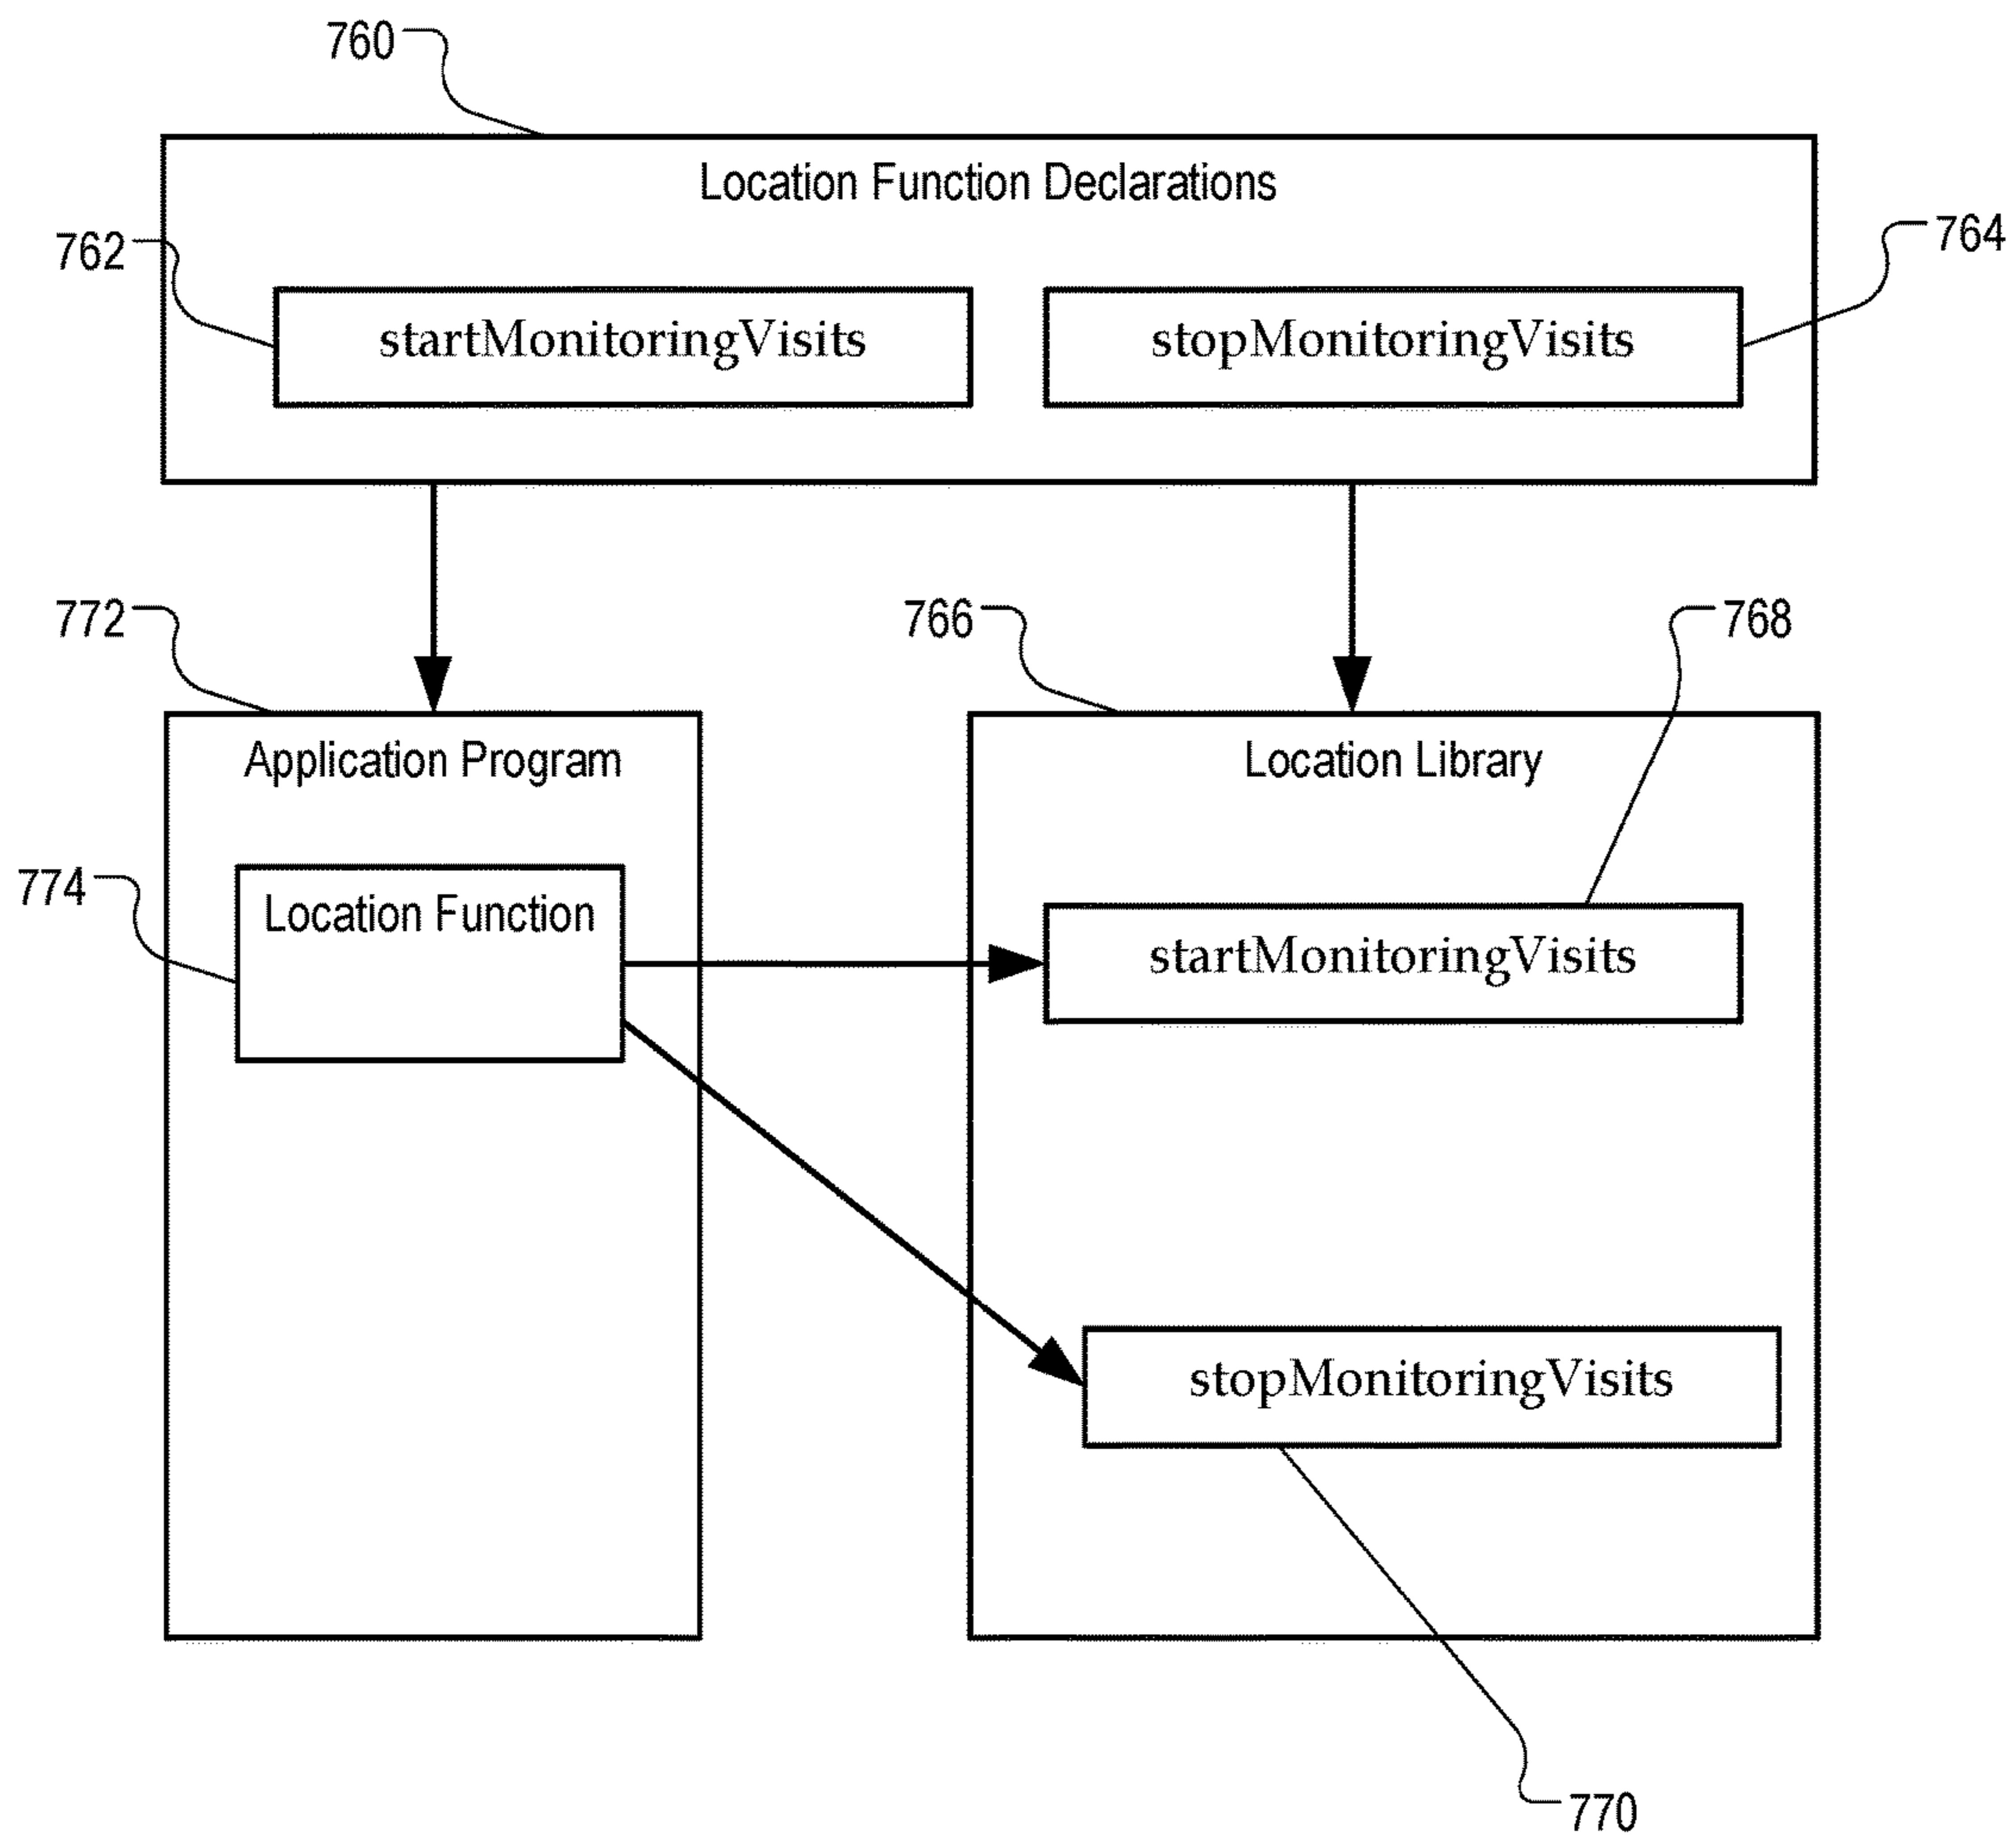 760
Location Function Declarations
762
764
startMonitoringVisits
stopMonitoringVisits
772
766
768
Application Program
Location Library
774
Location Function
startMonitoringVisits
stopMonitoringVisits
770